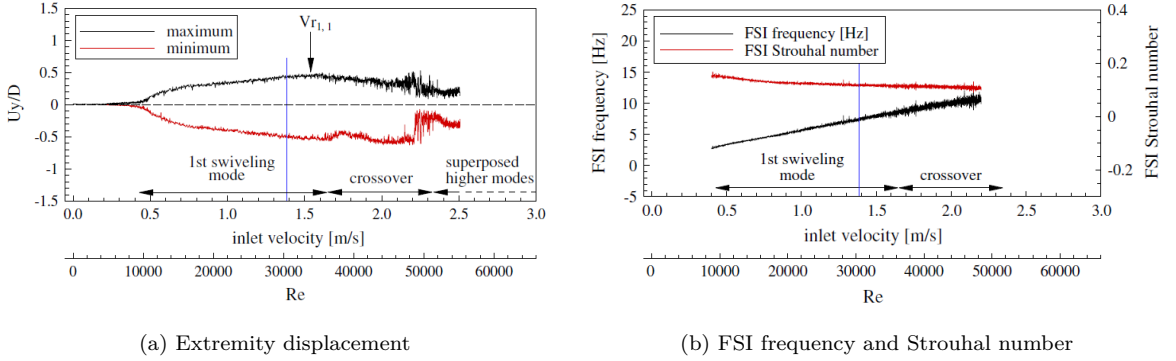 1.5
1
0.5
0
-0.5
-1
-1.5
Uy/D
maximum
minimum
Vr1, 1
1st swiveling
mode
crossover
superposed
higher modes
0.0 0.5 1.0 1.5 2.0 2.5 3.0
inlet velocity [m/s]
0 10000 20000 30000 40000 50000 60000
Re
(a) Extremity displacement
25
20
15
10
5
0
-5
FSI frequency [Hz]
FSI frequency [Hz]
FSI Strouhal number
0.4
0.2
0
-0.2
FSI Strouhal number
1st swiveling
mode
crossover
0.0 0.5 1.0 1.5 2.0 2.5 3.0
inlet velocity [m/s]
0 10000 20000 30000 40000 50000 60000
Re
(b) FSI frequency and Strouhal number